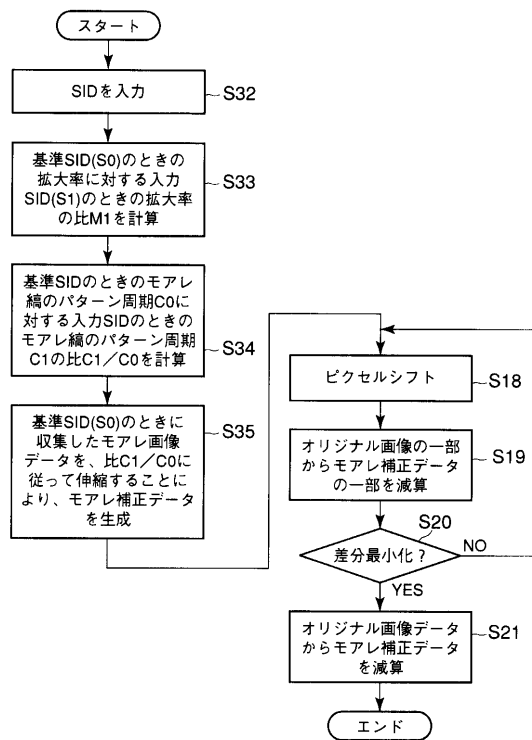 スタート
SIDを入力
S32
基準SID(S0)のときの
拡大率に対する入力
SID(S1)のときの拡大率
の比M1を計算
S33
基準SIDのときのモアレ
縞のパターン周期C0に
対する入力SIDのときの
モアレ縞のパターン周期
C1の比C1/C0を計算
S34
基準SID(S0)のときに
収集したモアレ画像
データを、比C1/C0に
従って伸縮することに
より、モアレ補正データ
を生成
S35
ピクセルシフト
S18
オリジナル画像の一部
からモアレ補正データ
の一部を減算
S19
差分最小化?
S20
NO
YES
オリジナル画像データ
からモアレ補正データ
を減算
S21
エンド